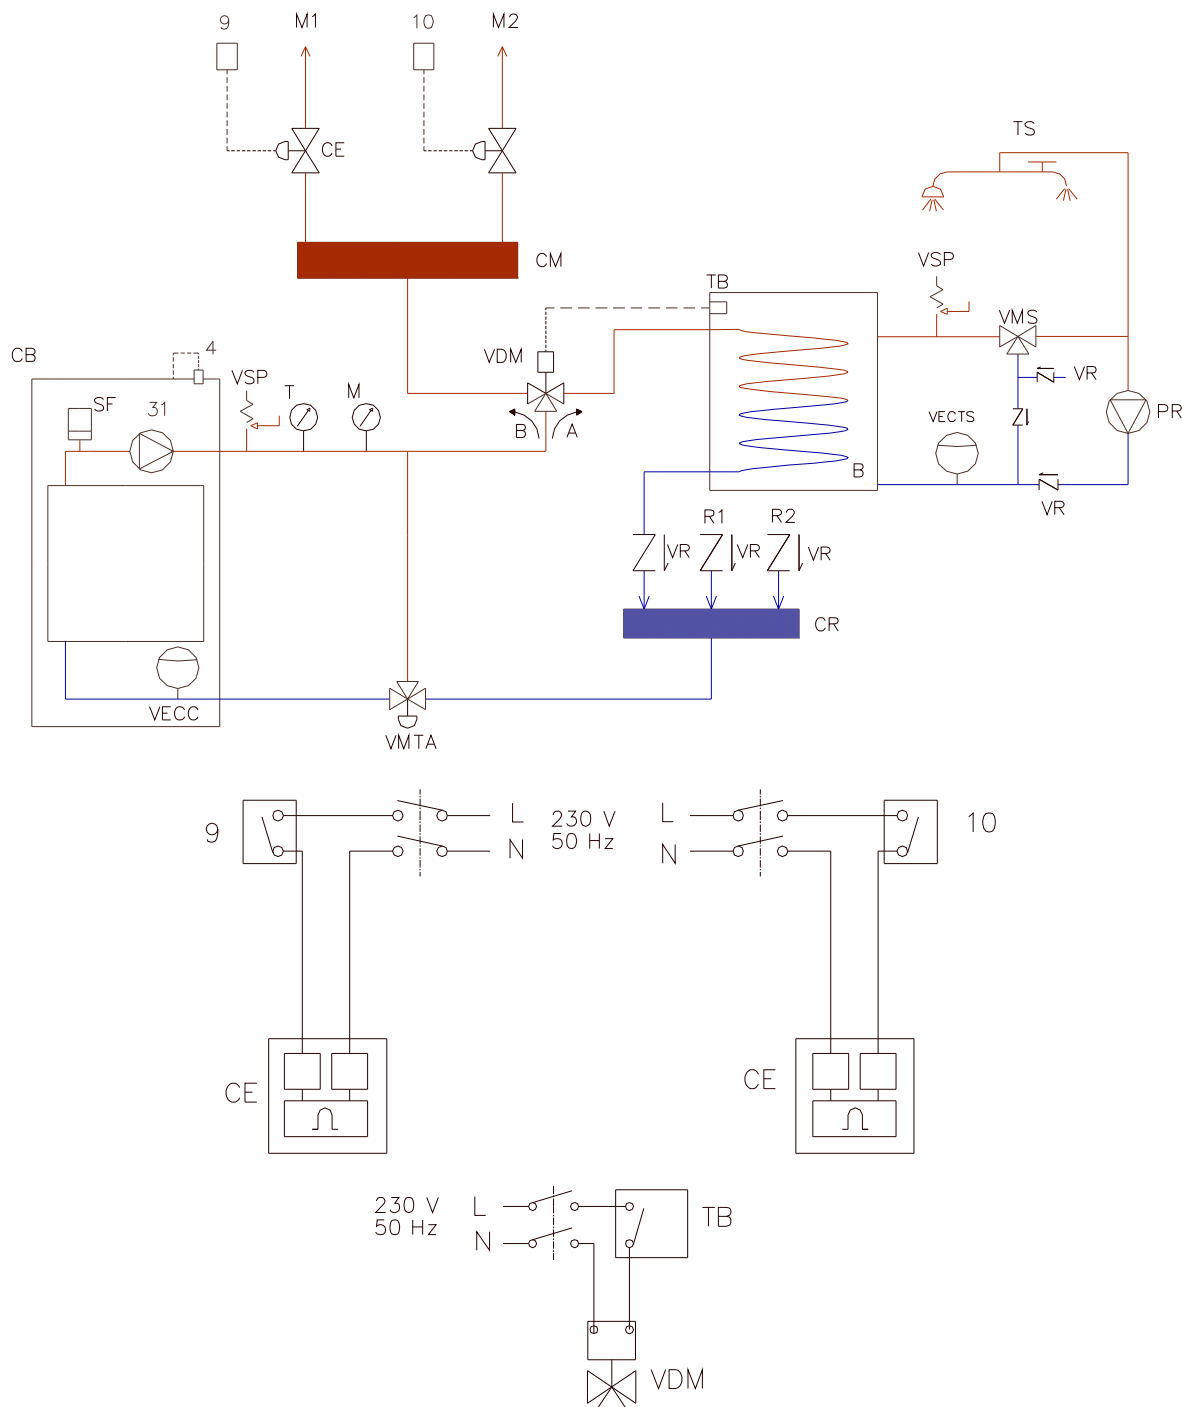 9
M1
10
M2
CE
TS
CM
VSP
TB
VMS
CB
4
VDM
VSP
T
M
VR
SF
31
PR
B
A
VECTS
B
VR
R1
R2
VR
VR
VR
CR
VECC
VMTA
9
L
N
230 V
50 Hz
L
N
10
CE
CE
230 V
50 Hz
L
N
TB
VDM